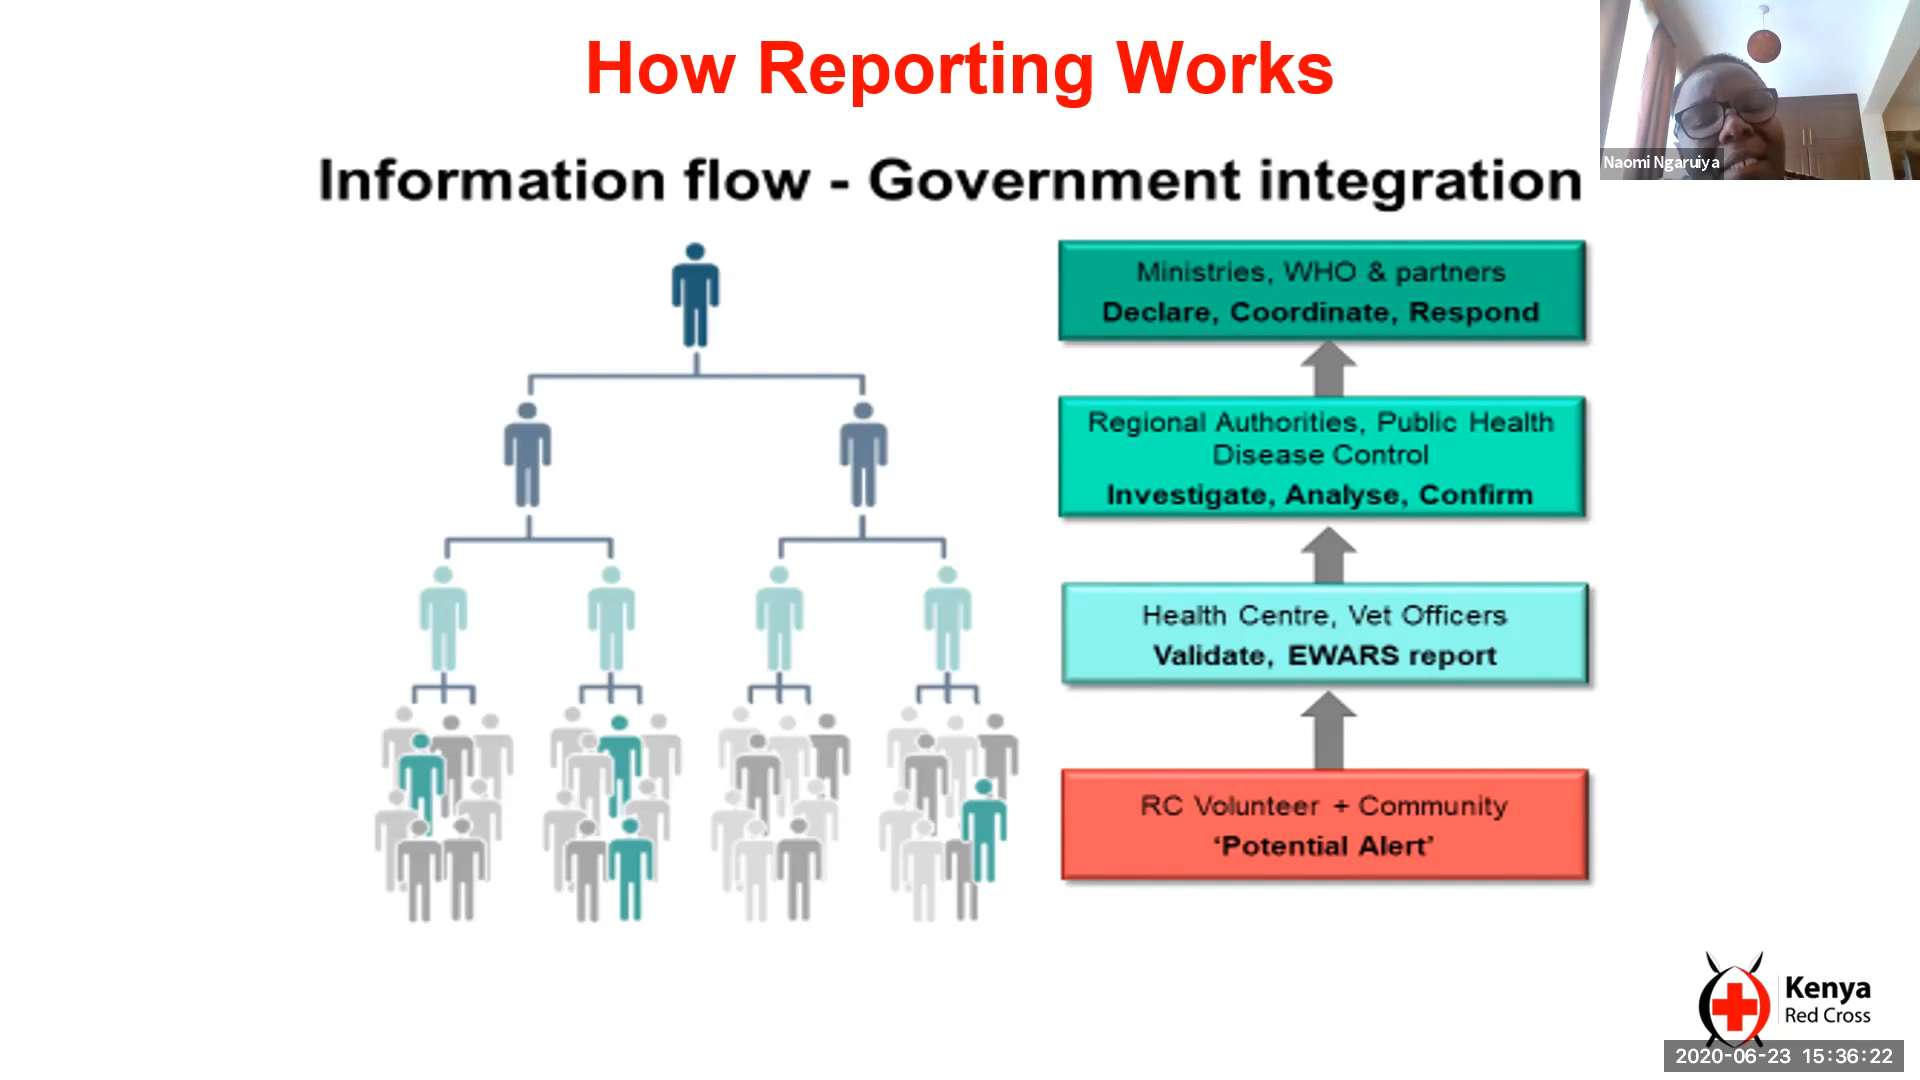 How Reporting Works
Naomi Ngaruiya
Information flow - Government integration
Ministries, WHO & partners
Declare, Coordinate, Respond
Regional Authorities, Public Health
Disease Control
Investigate, Analyse, Confirm
Health Centre, Vet Officers
Validate, EWARS report
RC Volunteer + Community
‘Potential Alert’
Kenya
Red Cross
2020-06-23 15:36:22